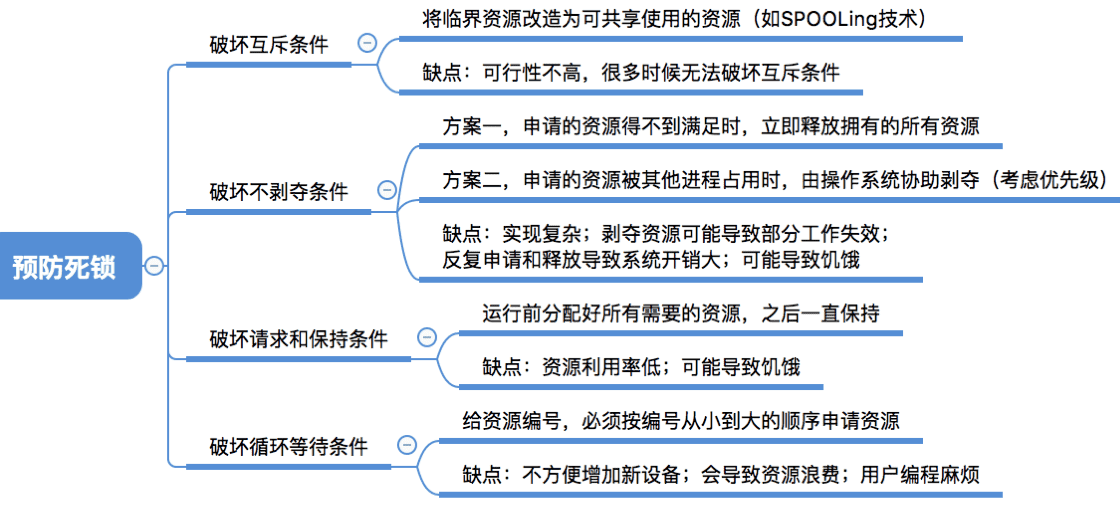 预防死锁
破坏互斥条件
将临界资源改造为可共享使用的资源（如SPOOLing技术）
缺点：可行性不高，很多时候无法破坏互斥条件
破坏不剥夺条件
方案一，申请的资源得不到满足时，立即释放拥有的所有资源
方案二，申请的资源被其他进程占用时，由操作系统协助剥夺（考虑优先级）
缺点：实现复杂；剥夺资源可能导致部分工作失效；
反复申请和释放导致系统开销大；可能导致饥饿
破坏请求和保持条件
运行前分配好所有需要的资源，之后一直保持
缺点：资源利用率低；可能导致饥饿
破坏循环等待条件
给资源编号，必须按编号从小到大的顺序申请资源
缺点：不方便增加新设备；会导致资源浪费；用户编程麻烦